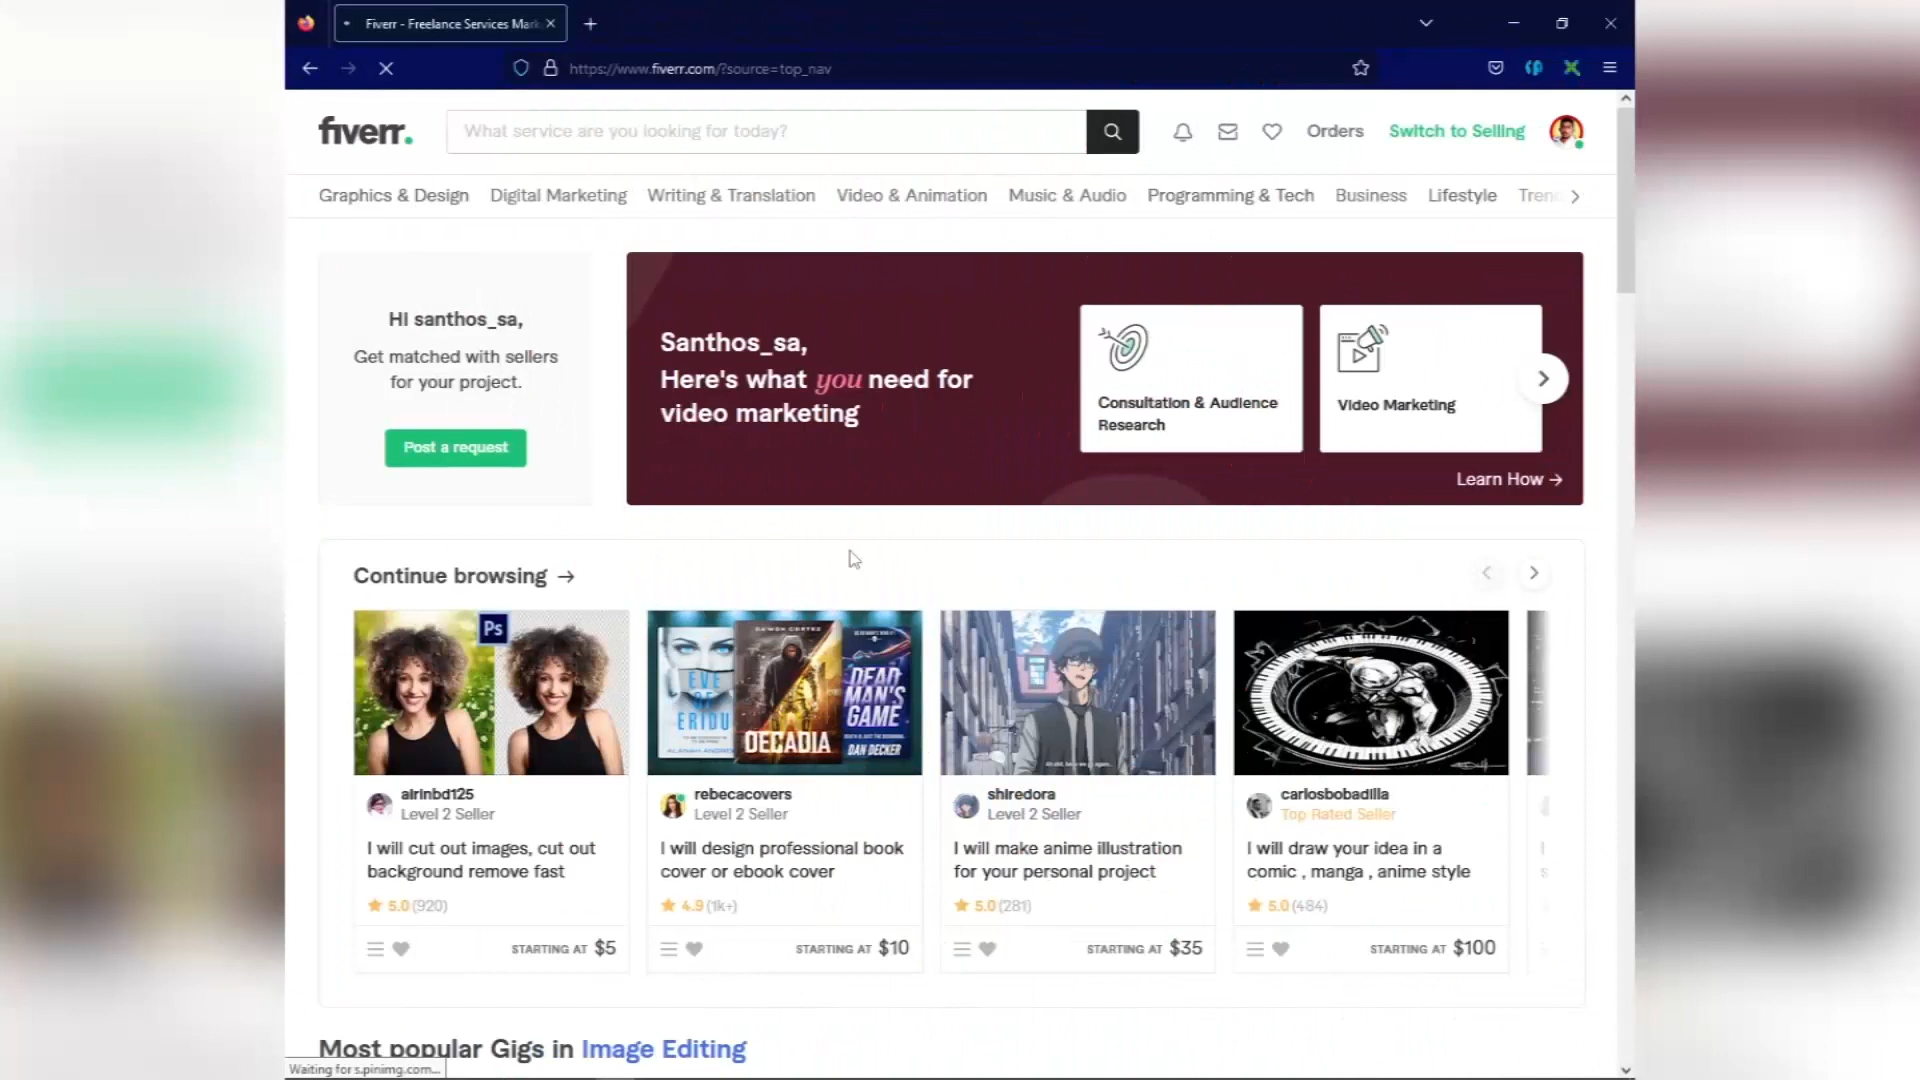 Fiverr - Freelance Services Mark
https://www.fiverr.com/?source=top_nav
fiverr.
What service are you looking for today?
Orders
Switch to Selling
Graphics & Design
Digital Marketing
Writing & Translation
Video & Animation
Music & Audio
Programming & Tech
Business
Lifestyle
Tren
Hi santhos_sa,
Get matched with sellers
for your project.
Post a request
Santhos_sa,
Here's what you need for
video marketing
Consultation & Audience
Research
Video Marketing
Learn How →
Continue browsing →
Ps
EVE
OF
ERIDU
DECADIA
DEAD
MAN'S
GAME
DAN DECKER
airinbd125
Level 2 Seller
I will cut out images, cut out
background remove fast
5.0 (920)
STARTING AT $5
rebecacovers
Level 2 Seller
I will design professional book
cover or ebook cover
4.9 (1k+)
STARTING AT $10
shiredora
Level 2 Seller
I will make anime illustration
for your personal project
5.0 (281)
STARTING AT $35
carlosbobadilla
Top Rated Seller
I will draw your idea in a
comic , manga , anime style
5.0 (484)
STARTING AT $100
Most popular Gigs in Image Editing
Waiting for s.pinimg.com...